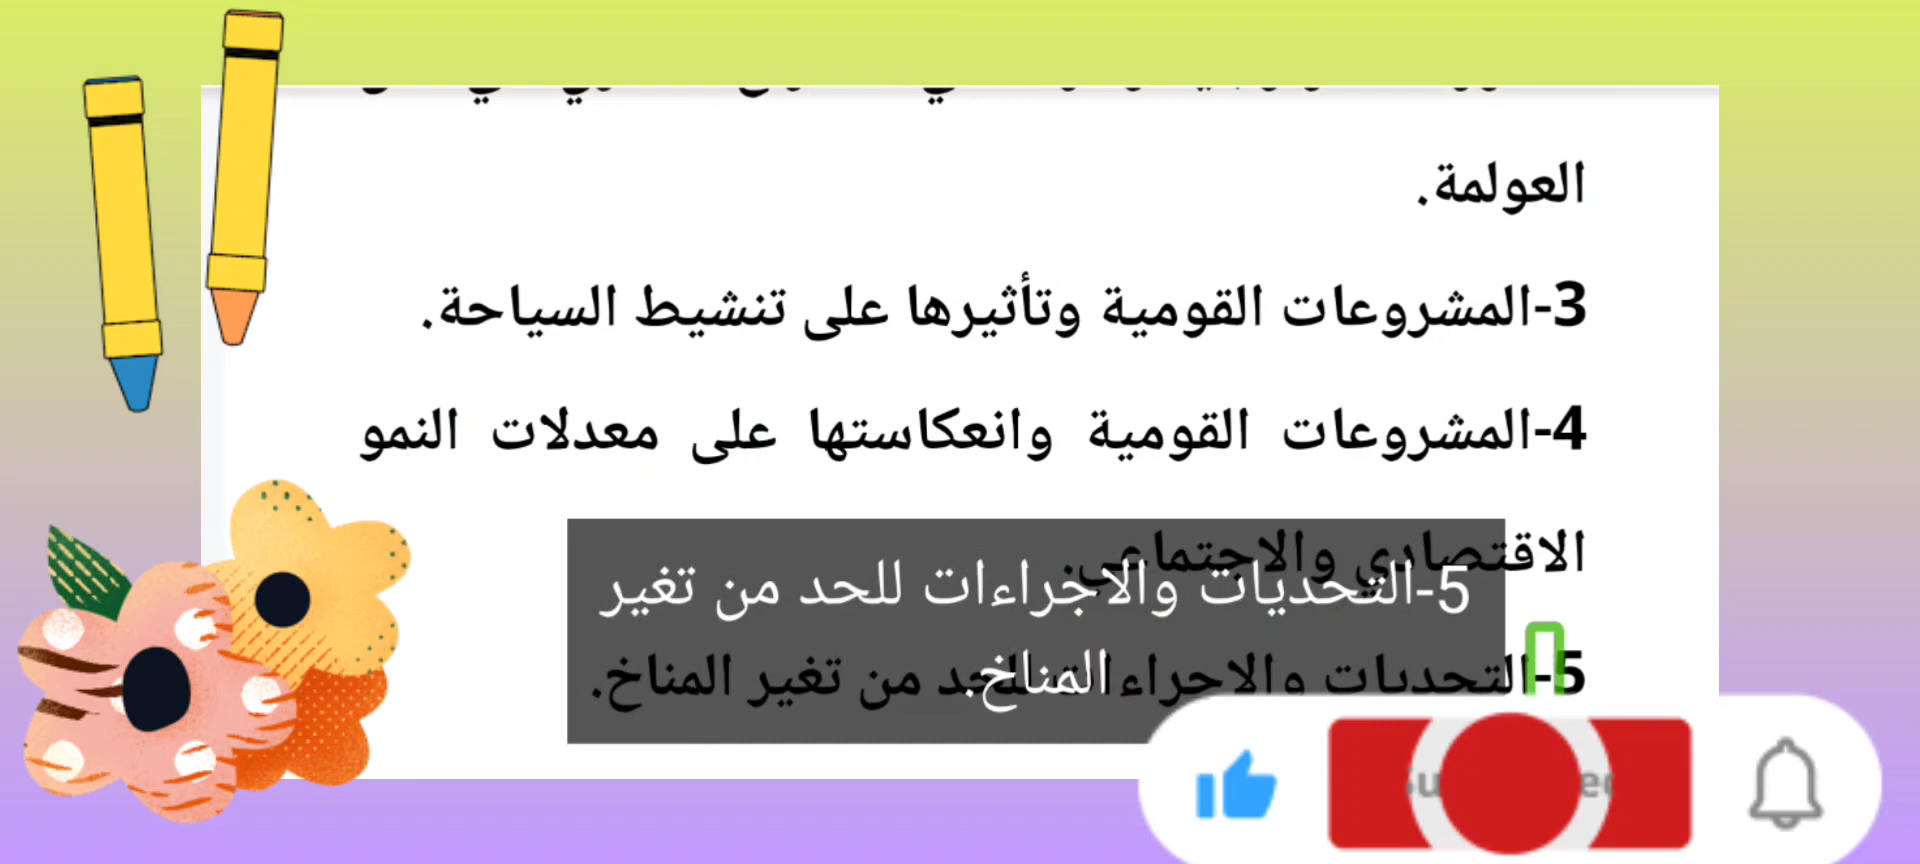 العولمة.
3-المشروعات القومية وتأثيرها على تنشيط السياحة.
4-المشروعات القومية وانعكاستها على معدلات النمو
الاقتصادي والاجتماعي.
5-التحديات والاجراءات للحد من تغير المناخ.
5-التحديات والاجراءات للحد من تغير
المناخ.